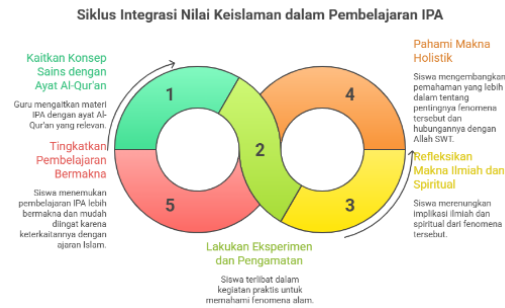 Siklus Integrasi Nilai Keislaman dalam Pembelajaran IPA
Kaitkan Konsep
Sains dengan
Ayat Al-Qur'an
Guru mengaitkan materi
IPA dengan ayat Al-
Qur'an yang relevan.
1
Lakukan Eksperimen
dan Pengamatan
Siswa terlibat dalam
kegiatan praktis untuk
memahami fenomena alam.
2
Refleksikan
Makna Ilmiah dan
Spiritual
Siswa merenungkan
implikasi ilmiah dan
spiritual dari fenomena
tersebut.
3
Pahami Makna
Holistik
Siswa mengembangkan
pemahaman yang lebih
dalam tentang
pentingnya fenomena
tersebut dan
hubungannya dengan
Allah SWT.
4
Tingkatkan
Pembelajaran
Bermakna
Siswa menemukan
pembelajaran IPA lebih
bermakna dan mudah
diingat karena
keterkaitannya dengan
ajaran Islam.
5